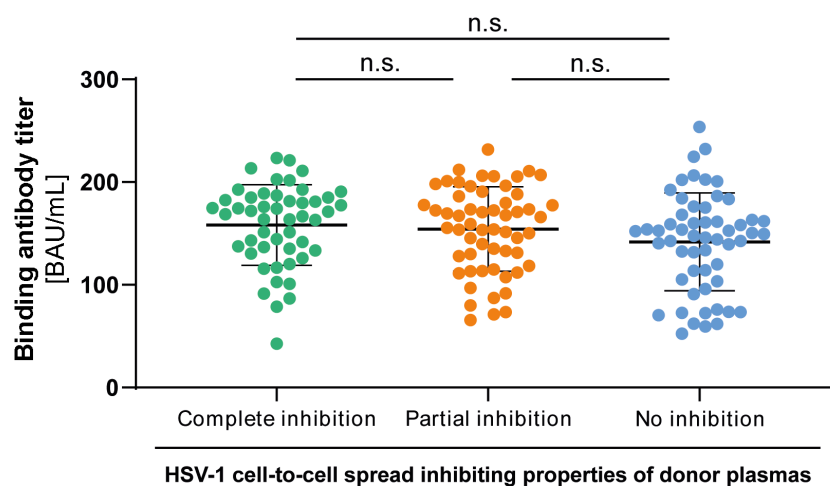 n.s.
n.s.
n.s.
Binding antibody titer
[BAU/mL]
300
200
100
0
Complete inhibition
Partial inhibition
No inhibition
HSV-1 cell-to-cell spread inhibiting properties of donor plasmas